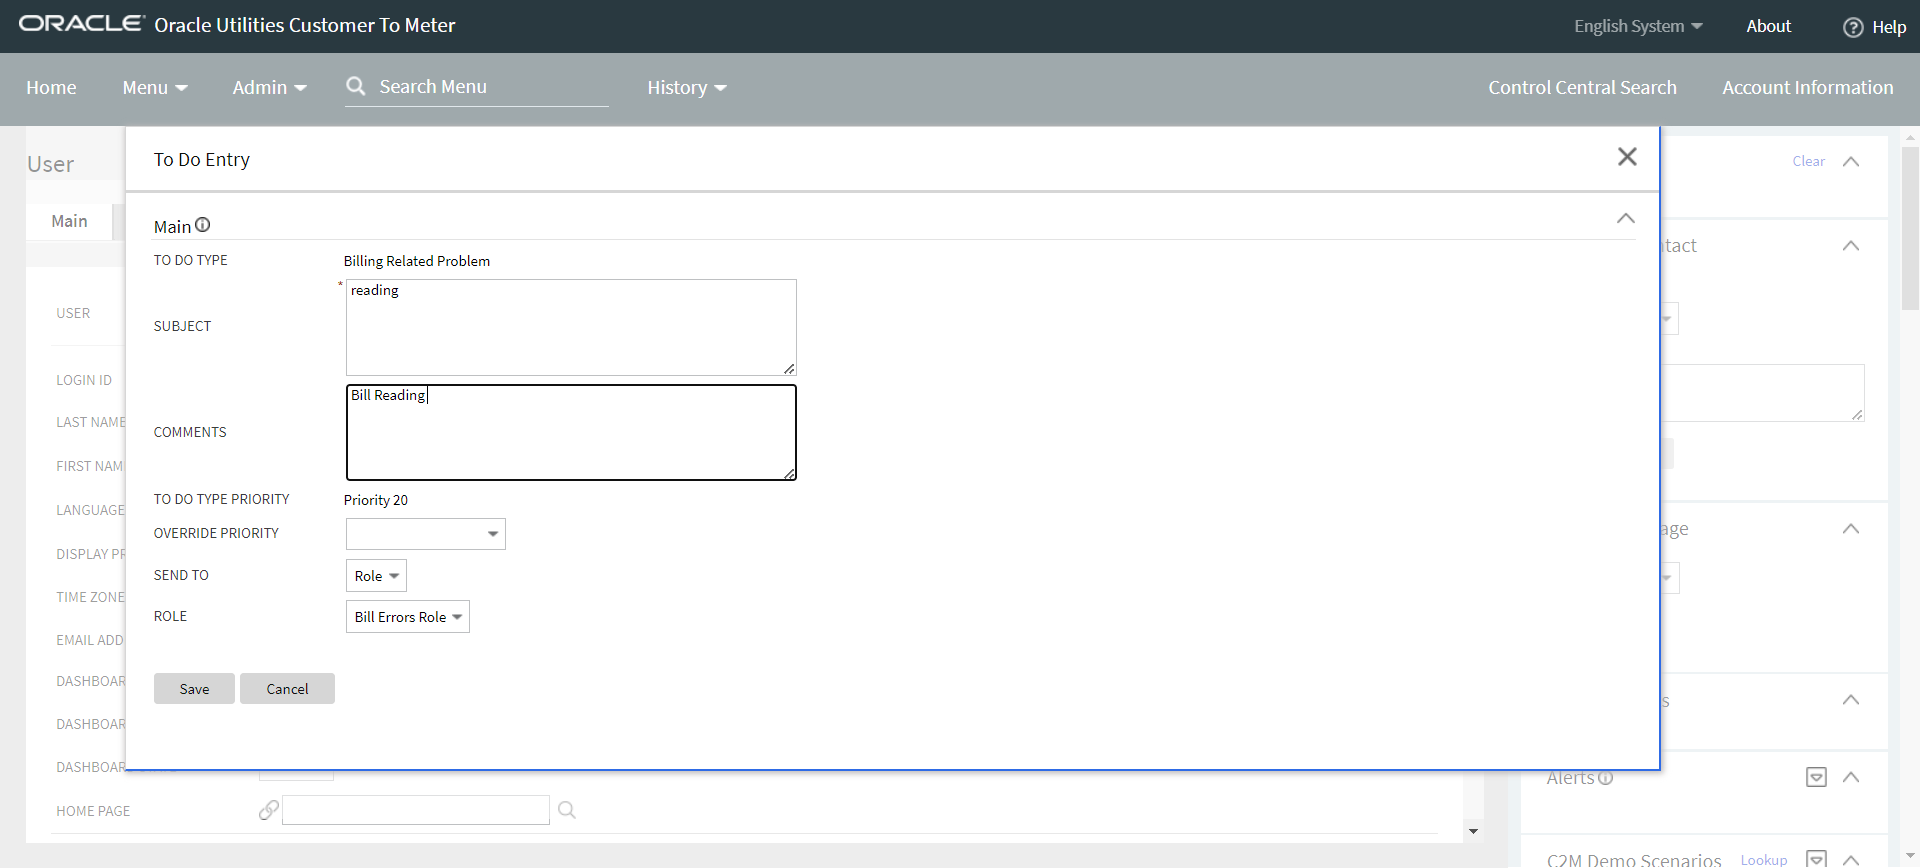 ORACLE Oracle Utilities Customer To Meter English System About Help
Home Menu Admin Search Menu History Control Central Search Account Information
User
To Do Entry
Clear
Main
Main
TO DO TYPE Billing Related Problem
* reading
SUBJECT
Bill Reading
COMMENTS
TO DO TYPE PRIORITY Priority 20
OVERRIDE PRIORITY
SEND TO Role
ROLE Bill Errors Role
Save Cancel
USER
LOGIN ID
LAST NAME
FIRST NAM
LANGUAGE
DISPLAY PR
TIME ZONE
EMAIL ADD
DASHBOAR
DASHBOAR
DASHBOAR
HOME PAGE
tact
age
s
Alerts
C2M Demo Scenarios Lookup